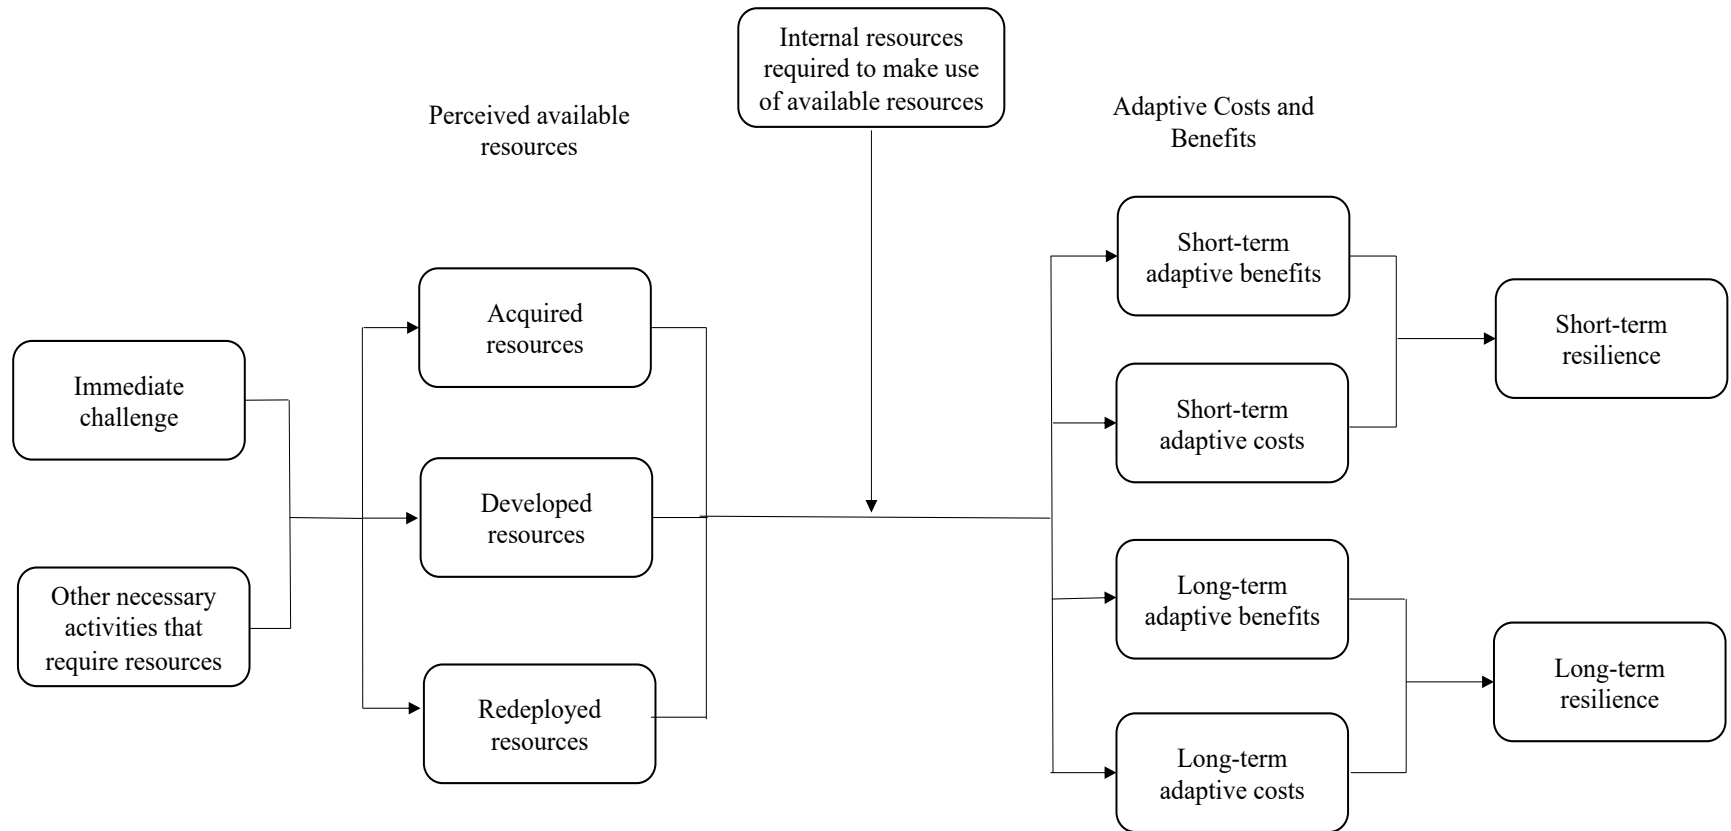 Internal resources
required to make use
of available resources
Perceived available
resources
Adaptive Costs and
Benefits
Immediate
challenge
Other necessary
activities that
require resources
Acquired
resources
Developed
resources
Redeployed
resources
Short-term
adaptive benefits
Short-term
adaptive costs
Long-term
adaptive benefits
Long-term
adaptive costs
Short-term
resilience
Long-term
resilience